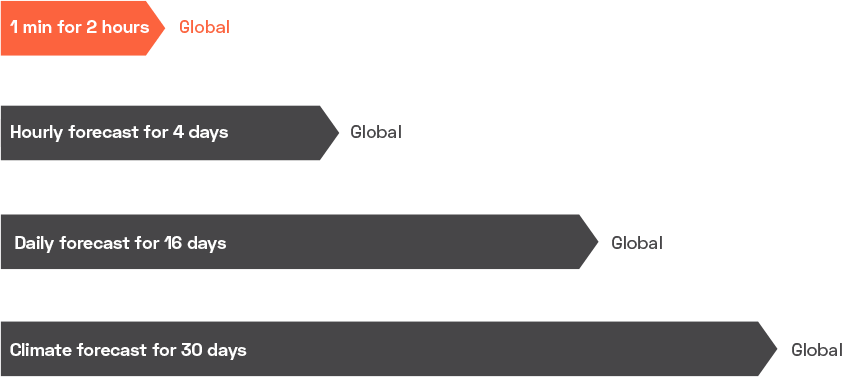 1 min for 2 hours Global
Hourly forecast for 4 days Global
Daily forecast for 16 days Global
Climate forecast for 30 days Global